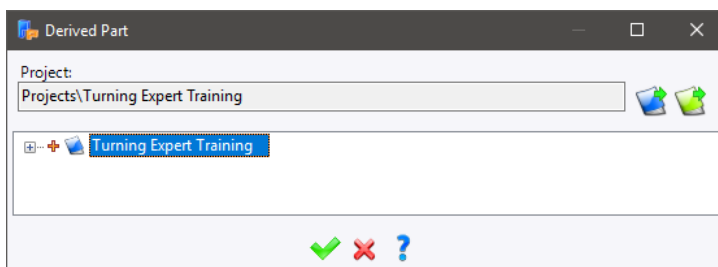 Derived Part
Project:
Projects\Turning Expert Training
Turning Expert Training